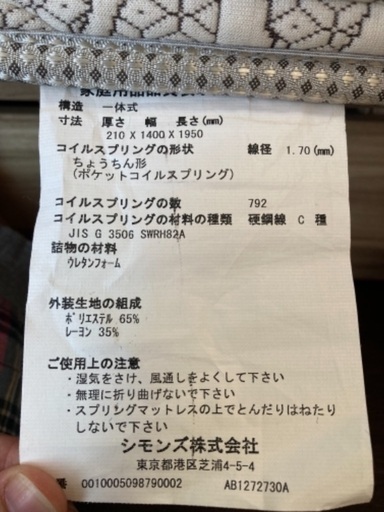 家庭用品品
構造 一体式
寸法 厚さ 幅 長さ(mm)
210 X 1400 X 1950
コイルスプリングの形状 線径 1.70(mm)
ちょうちん形
(ポケットコイルスプリング)
コイルスプリングの数 792
コイルスプリングの材料の種類 硬鋼線 C 種
JIS G 3506 SWRH82A
詰物の材料
ウレタンフォーム
外装生地の組成
ポリエステル 65%
レーヨン 35%
ご使用上の注意
・湿気をさけ、風通しをよくして下さい
・無理に折り曲げないで下さい
・スプリングマットレスの上でとんだりはねたり
しないで下さい
シモンズ株式会社
東京都港区芝浦4-5-4
番 0010005098790002 AB1272730A